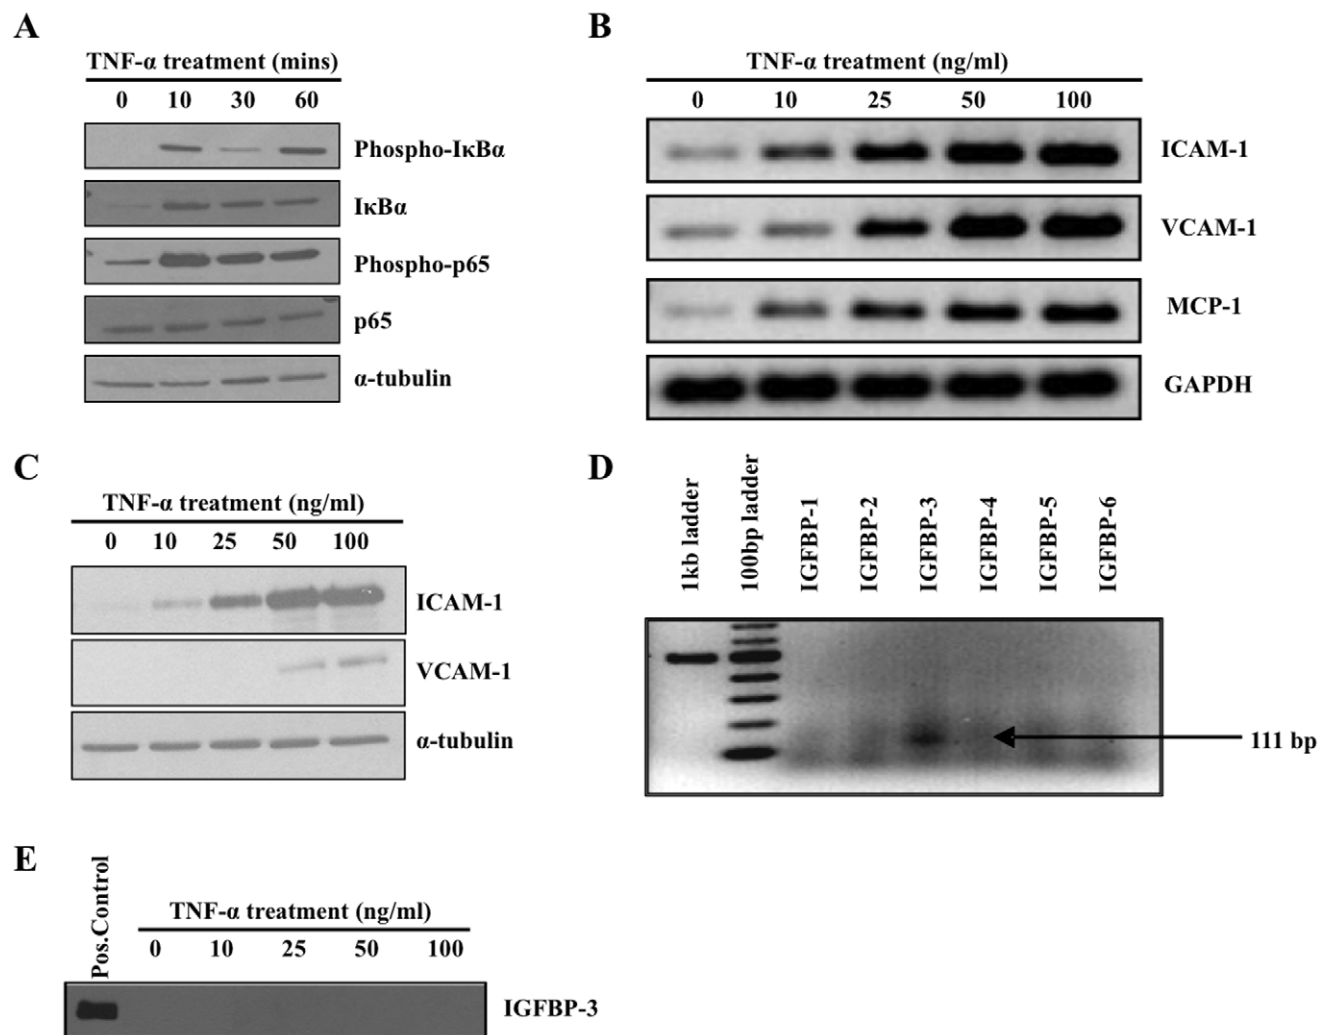 A
TNF-α treatment (mins)
0 10 30 60
Phospho-IκBα
IκBα
Phospho-p65
p65
α-tubulin
B
TNF-α treatment (ng/ml)
0 10 25 50 100
ICAM-1
VCAM-1
MCP-1
GAPDH
C
TNF-α treatment (ng/ml)
0 10 25 50 100
ICAM-1
VCAM-1
α-tubulin
D
1kb ladder
100bp ladder
IGFBP-1
IGFBP-2
IGFBP-3
IGFBP-4
IGFBP-5
IGFBP-6
111 bp
E
Pos.Control
TNF-α treatment (ng/ml)
0 10 25 50 100
IGFBP-3